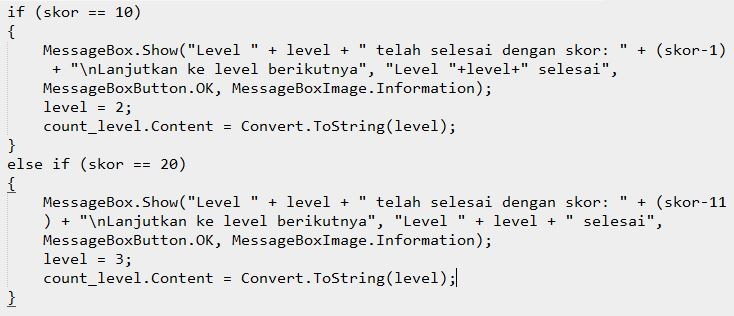 if (skor == 10)
{
    MessageBox.Show("Level " + level + " telah selesai dengan skor: " + (skor-1)
     + "\nLanjutkan ke level berikutnya", "Level "+level+" selesai",
    MessageBoxButton.OK, MessageBoxImage.Information);
    level = 2;
    count_level.Content = Convert.ToString(level);
}
else if (skor == 20)
{
    MessageBox.Show("Level " + level + " telah selesai dengan skor: " + (skor-11
    ) + "\nLanjutkan ke level berikutnya", "Level " + level + " selesai",
    MessageBoxButton.OK, MessageBoxImage.Information);
    level = 3;
    count_level.Content = Convert.ToString(level);
}